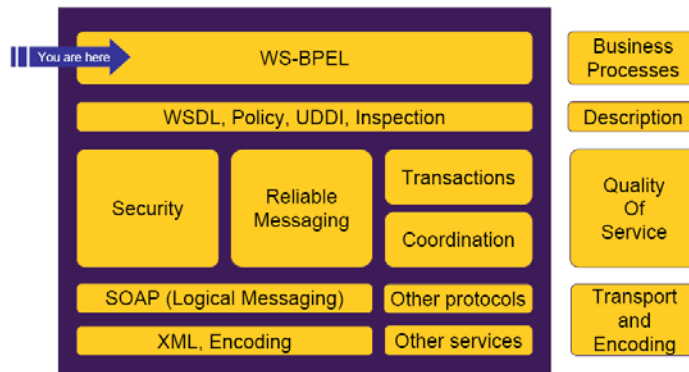 You are here
WS-BPEL
Business
Processes
WSDL, Policy, UDDI, Inspection
Description
Security
Reliable
Messaging
Transactions
Coordination
Quality
Of
Service
SOAP (Logical Messaging)
Other protocols
XML, Encoding
Other services
Transport
and
Encoding